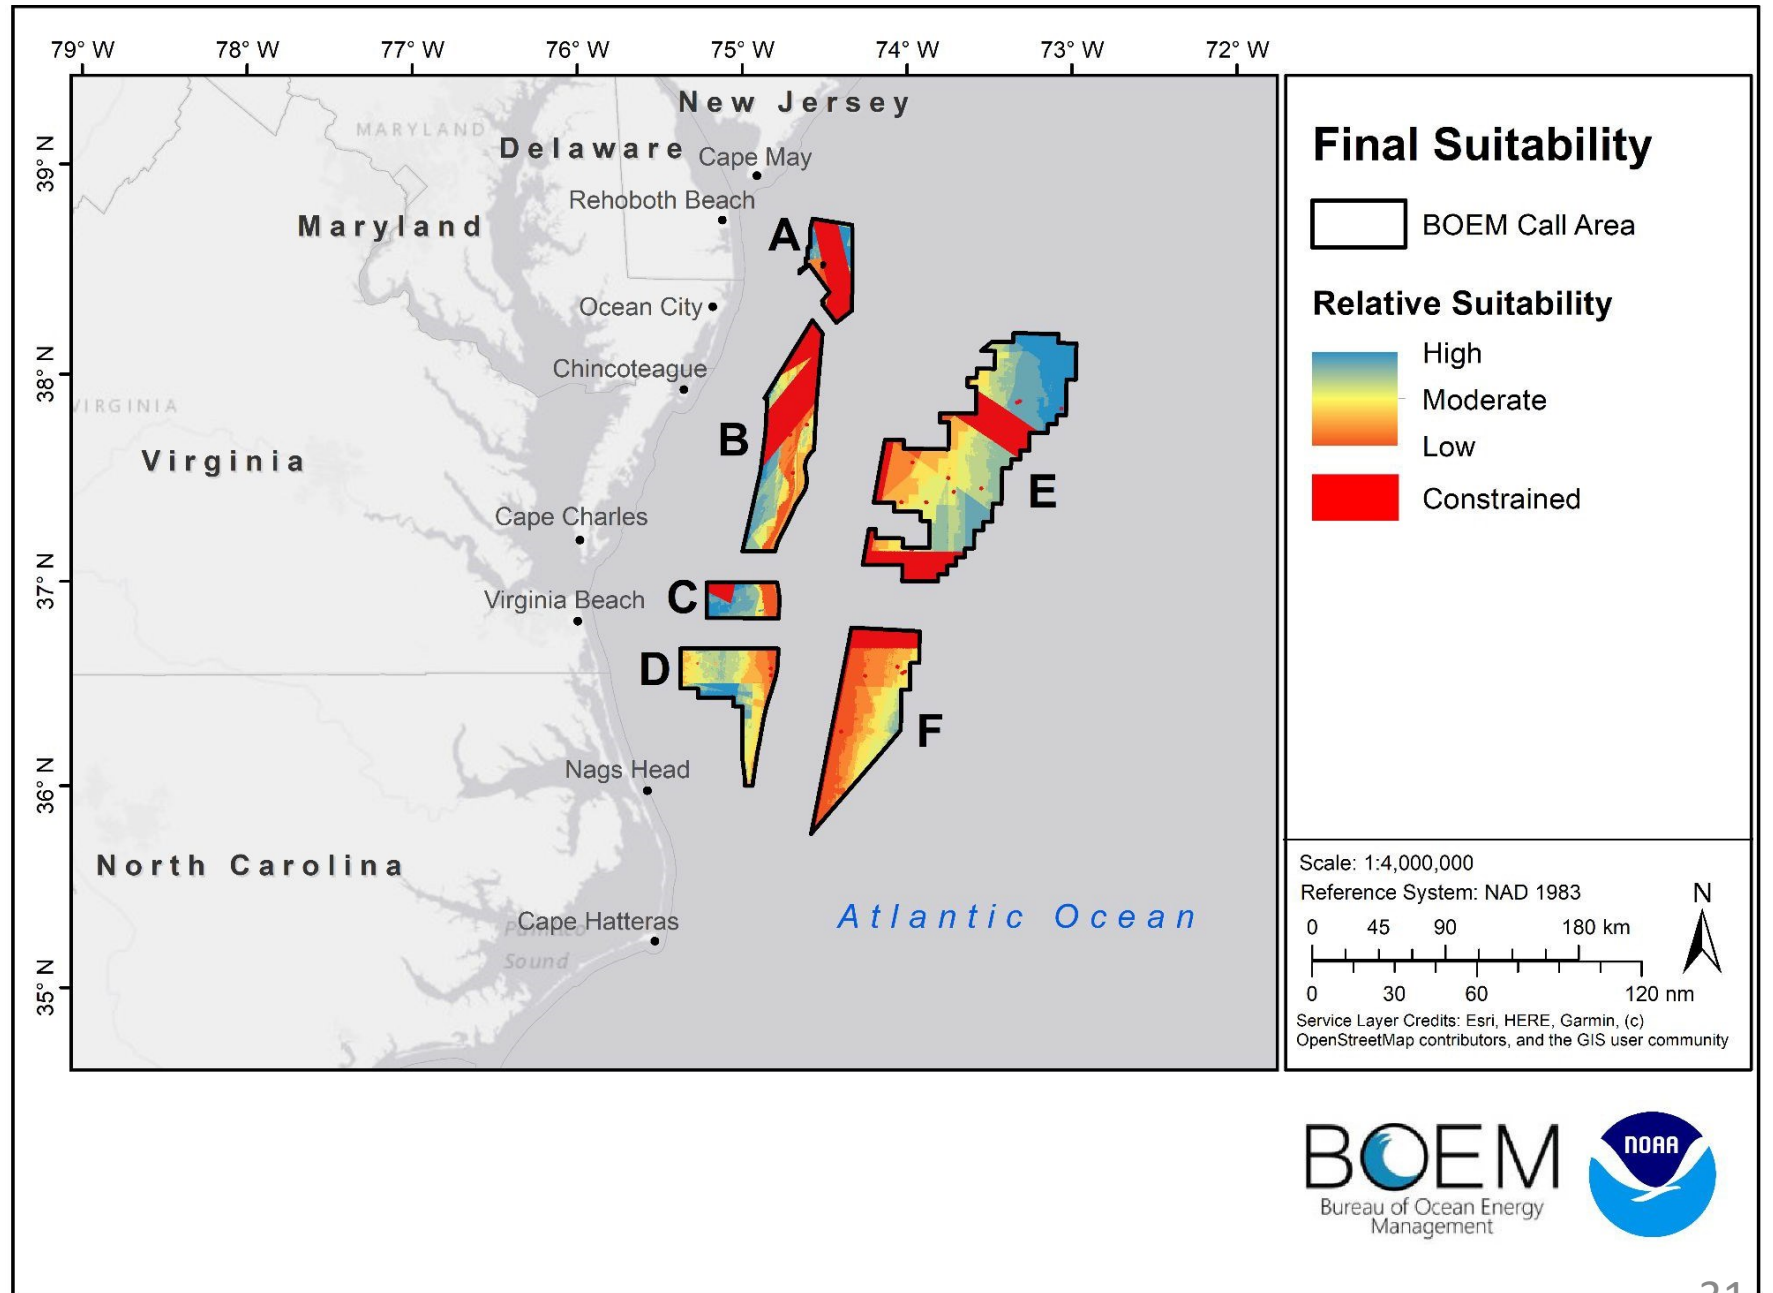 79° W 78° W 77° W 76° W 75° W 74° W 73° W 72° W
39° N
38° N
37° N
36° N
35° N
New Jersey
MARYLAND
Delaware
Cape May
Rehoboth Beach
Maryland
A
Ocean City
Chincoteague
VIRGINIA
B
Virginia
E
Cape Charles
C
Virginia Beach
D
F
Nags Head
North Carolina
Cape Hatteras
Sound
Atlantic Ocean
Final Suitability
BOEM Call Area
Relative Suitability
High
Moderate
Low
Constrained
Scale: 1:4,000,000
Reference System: NAD 1983
N
0 45 90 180 km
0 30 60 120 nm
Service Layer Credits: Esri, HERE, Garmin, (c)
OpenStreetMap contributors, and the GIS user community
BOEM
Bureau of Ocean Energy
Management
NOAA